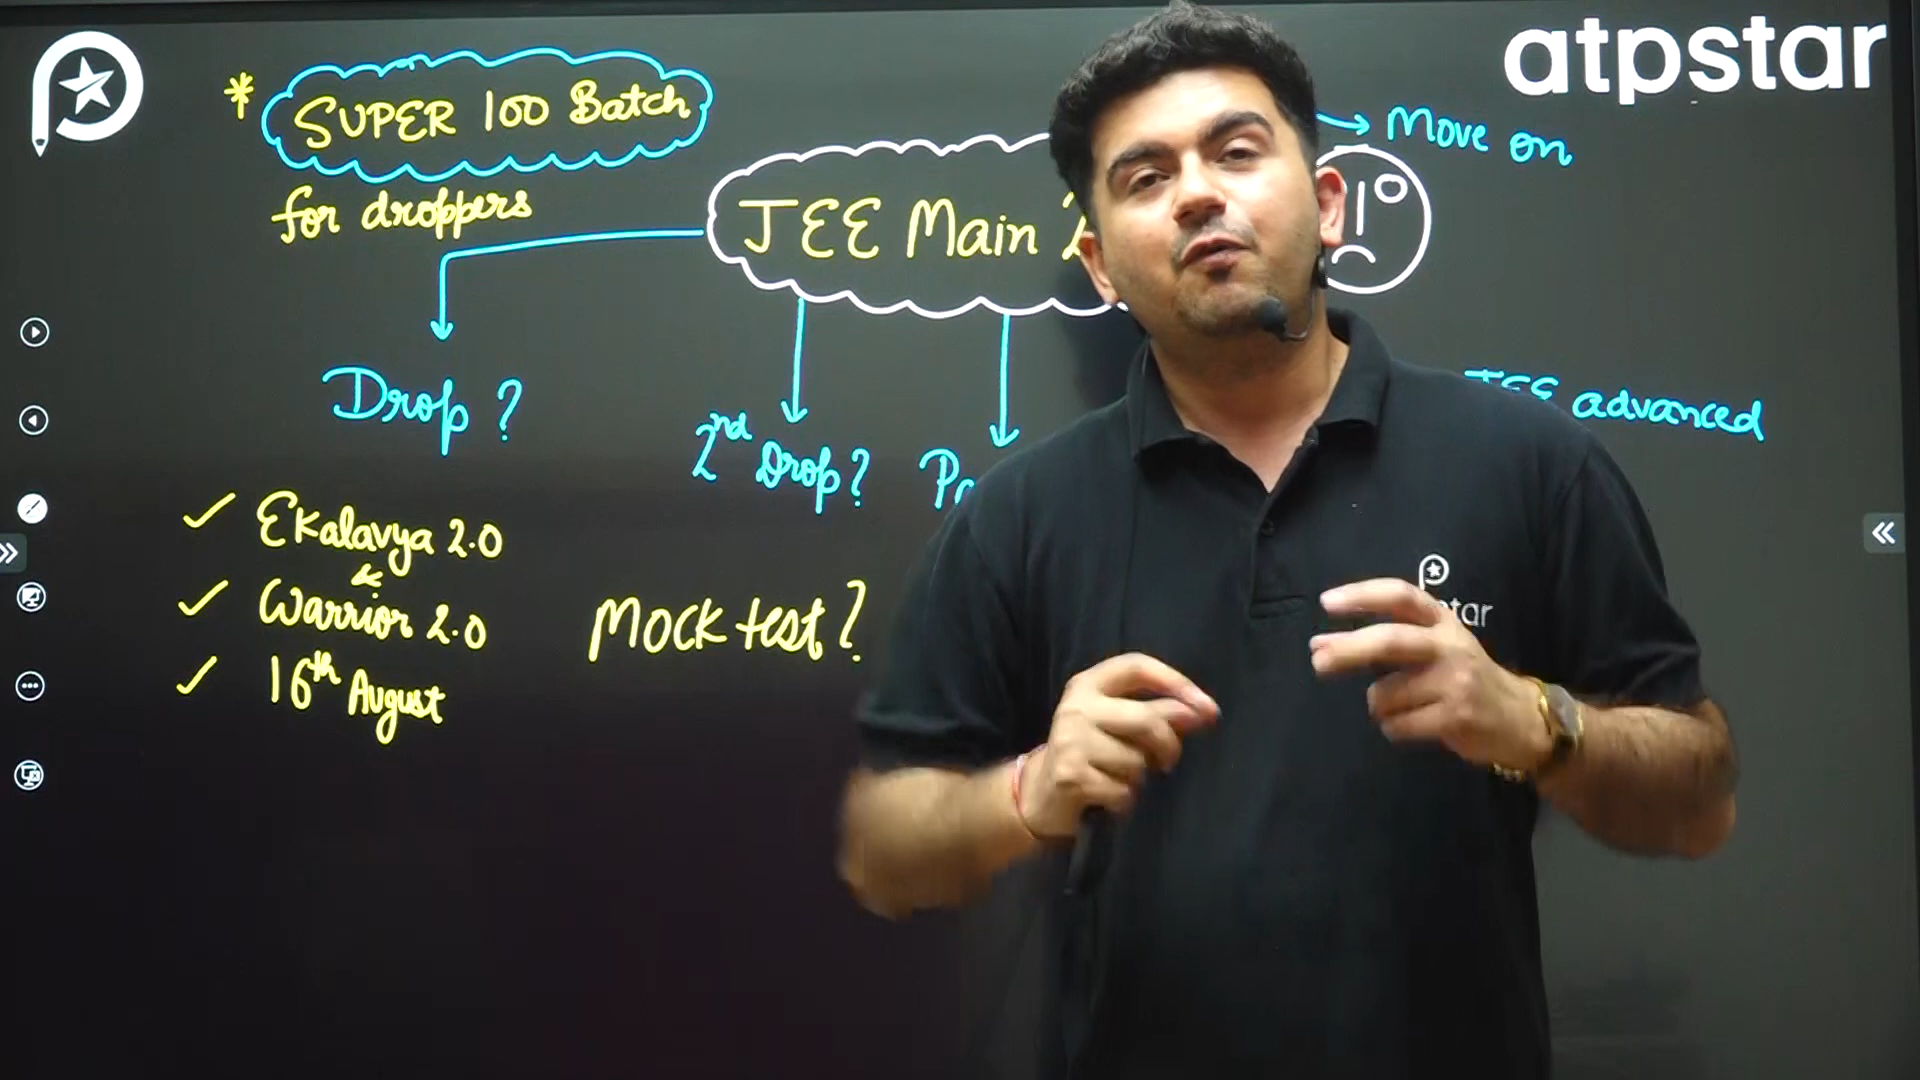 atpstar
* SUPER 100 Batch
for droppers
Move on
JEE Main
Drop?
2nd Drop?
JEE advanced
✓ Ekalavya 2.0
&
✓ Warrior 2.0
✓ 16th August
Mock test?